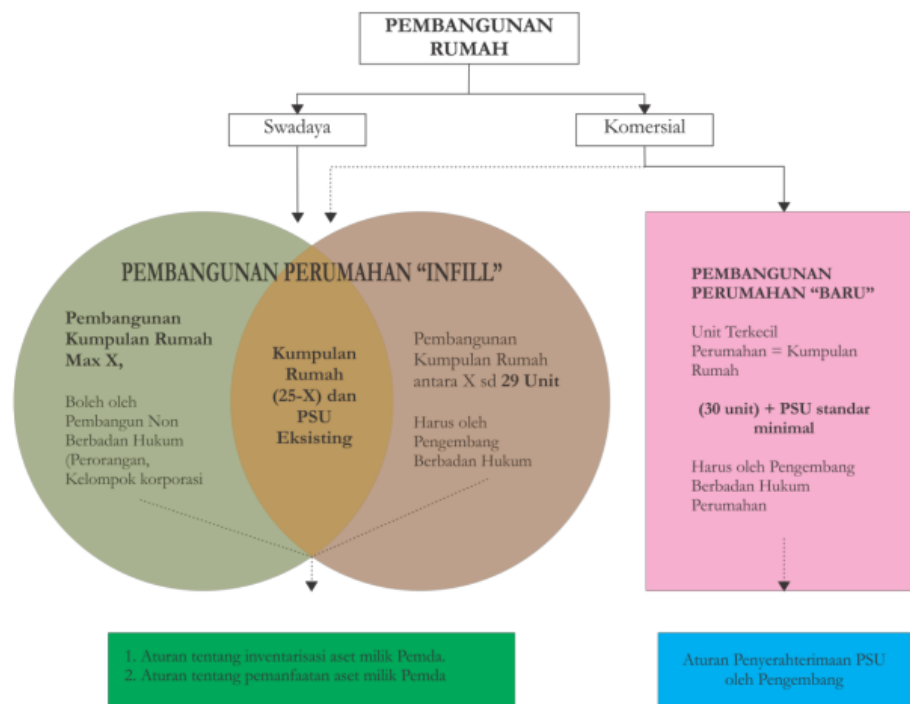 PEMBANGUNAN
RUMAH
Swadaya
Komersial
PEMBANGUNAN PERUMAHAN “INFILL”
Pembangunan
Kumpulan Rumah
Max X,
Boleh oleh
Pembangun Non
Berbadan Hukum
(Perorangan,
Kelompok korporasi
Kumpulan
Rumah
(25-X) dan
PSU
Eksisting
Pembangunan
Kumpulan Rumah
antara X sd 29 Unit
Harus oleh
Pengembang
Berbadan Hukum
PEMBANGUNAN
PERUMAHAN “BARU”
Unit Terkecil
Perumahan = Kumpulan
Rumah
(30 unit) + PSU standar
minimal
Harus oleh Pengembang
Berbadan Hukum
Perumahan
1. Aturan tentang inventarisasi aset milik Pemda.
2. Aturan tentang pemanfaatan aset milik Pemda
Aturan Penyerahterimaan PSU
oleh Pengembang